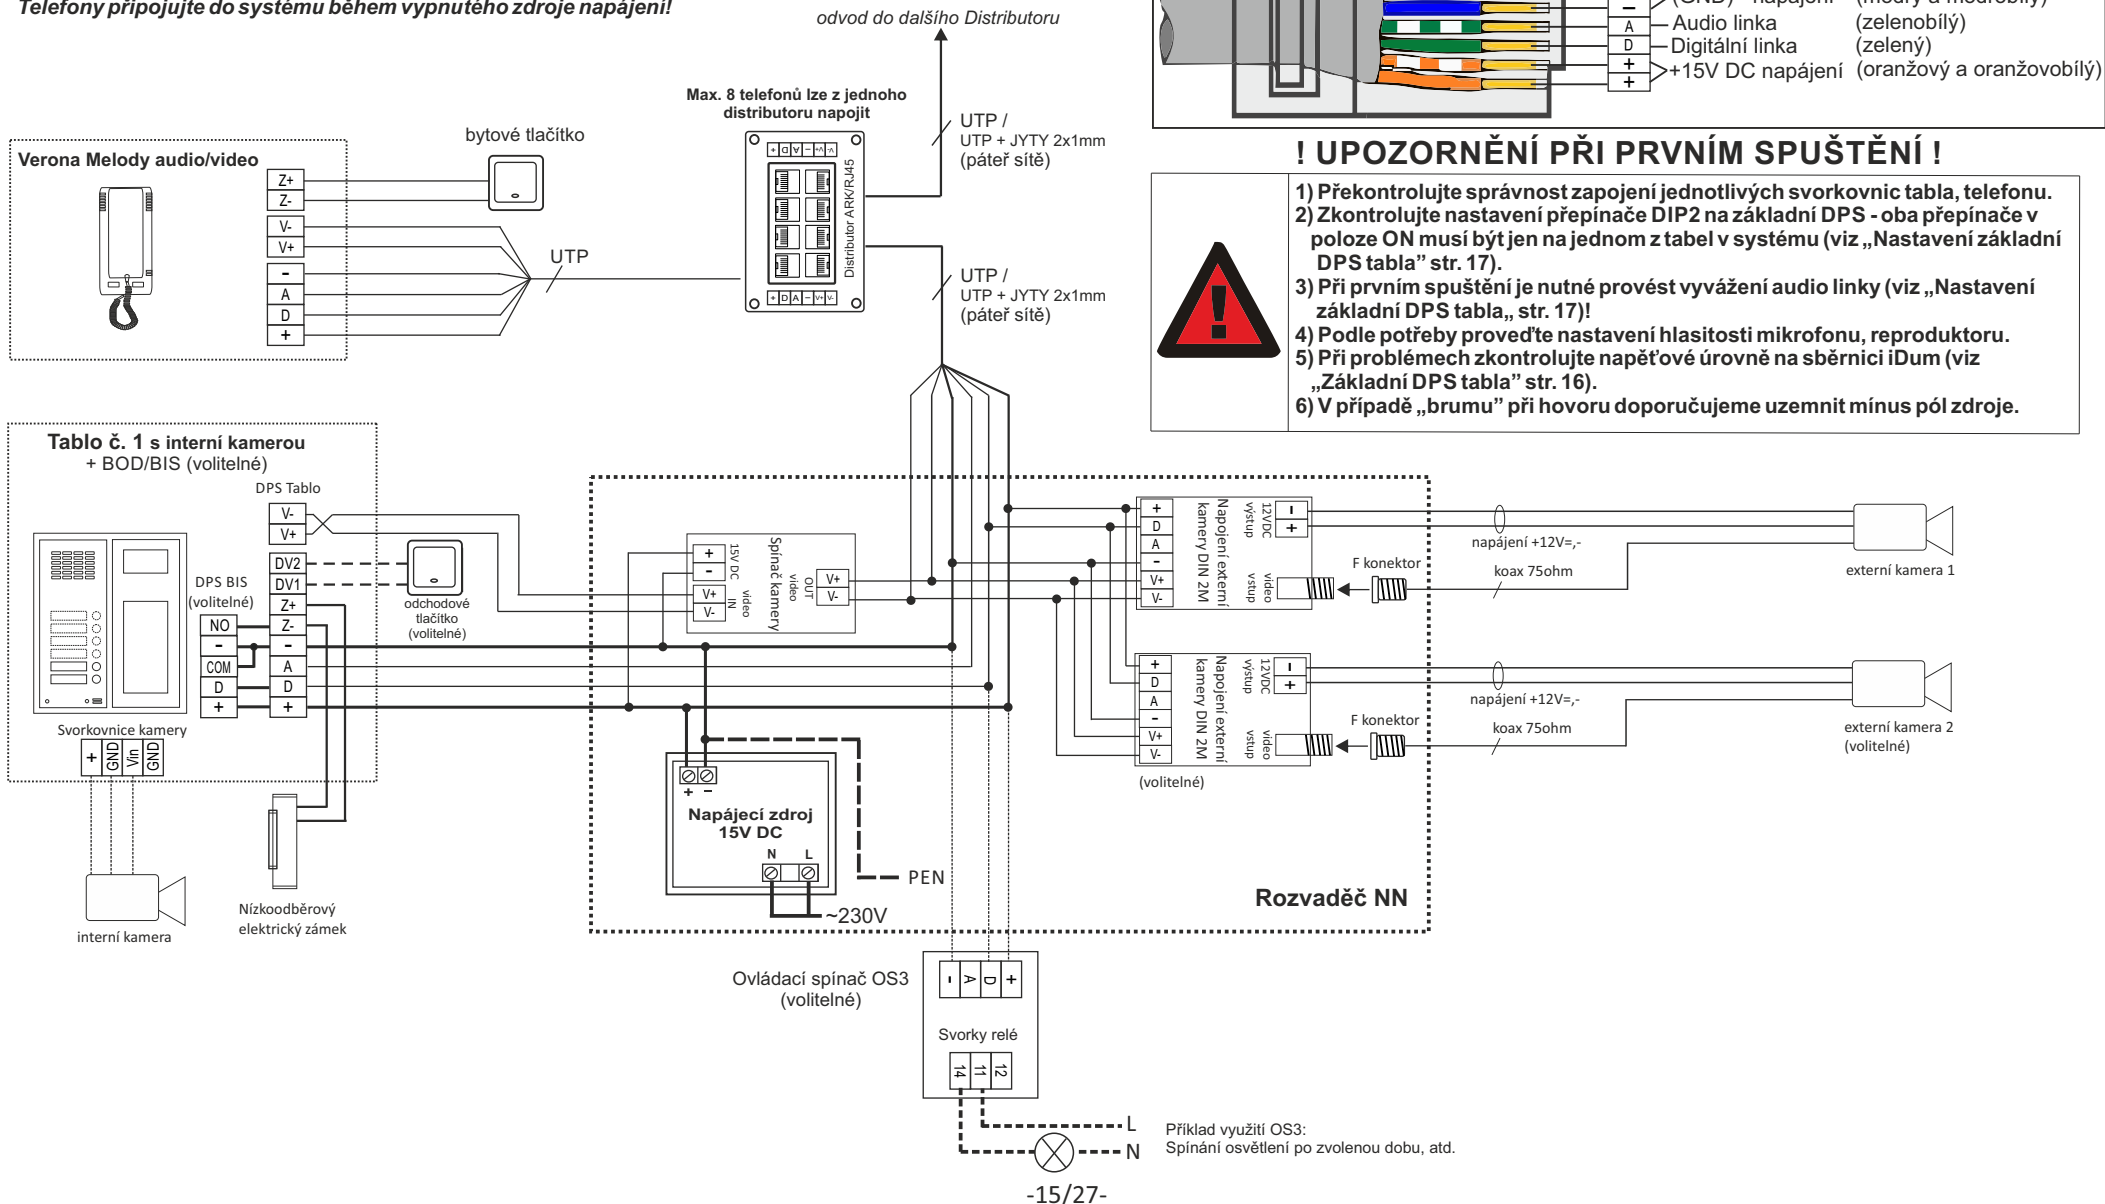 Telefony připojujte do systému během vypnutého zdroje napájení!
odvod do dalšího Distributoru
napájení (modrý a modrobílý)
–
A Audio linka (zelenobílý)
D Digitální linka (zelený)
+
+15V DC napájení (oranžový a oranžovobílý)
+
Max. 8 telefonů lze z jednoho
distributoru napojit
UTP /
UTP + JYTY 2x1mm
(páteř sítě)
bytové tlačítko
Verona Melody audio/video
Z+
Z-
V-
V+
-
A
D
+
UTP
+ D A – V+ V-
Distributor ARK/RJ45
+ D A – V+ V-
UTP /
UTP + JYTY 2x1mm
(páteř sítě)
! UPOZORNĚNÍ PŘI PRVNÍM SPUŠTĚNÍ !
!
1) Překontrolujte správnost zapojení jednotlivých svorkovnic tabla, telefonu.
2) Zkontrolujte nastavení přepínače DIP2 na základní DPS - oba přepínače v
poloze ON musí být jen na jednom z tabel v systému (viz „Nastavení základní
DPS tabla” str. 17).
3) Při prvním spuštění je nutné provést vyvážení audio linky (viz „Nastavení
základní DPS tabla„ str. 17)!
4) Podle potřeby proveďte nastavení hlasitosti mikrofonu, reproduktoru.
5) Při problémech zkontrolujte napěťové úrovně na sběrnici iDum (viz
„Základní DPS tabla” str. 16).
6) V případě „brumu” při hovoru doporučujeme uzemnit mínus pól zdroje.
Tablo č. 1 s interní kamerou
+ BOD/BIS (volitelné)
DPS Tablo
V-
V+
DV2
DV1
Z+
Z-
-
A
D
+
DPS BIS
(volitelné)
NO
-
COM
D
+
odchodové
tlačítko
(volitelné)
Svorkovnice kamery
+
GND
Vin
GND
interní kamera
Nízkoodběrový
elektrický zámek
+
-
15V DC
V+
V-
video
IN
Spínač kamery
video
OUT
V+
V-
+
D
A
-
V+
V-
Napojení externí
kamery DIN 2M
12VDC
výstup
-
+
video
vstup
napájení +12V=,-
F konektor
koax 75ohm
externí kamera 1
+
D
A
-
V+
V-
(volitelné)
Napojení externí
kamery DIN 2M
12VDC
výstup
-
+
video
vstup
napájení +12V=,-
F konektor
koax 75ohm
externí kamera 2
(volitelné)
+ –
Napájecí zdroj
15V DC
N L
~230V
PEN
Rozvaděč NN
Ovládací spínač OS3
(volitelné)
- A D +
Svorky relé
14 11 12
L
N
Příklad využití OS3:
Spínání osvětlení po zvolenou dobu, atd.
-15/27-